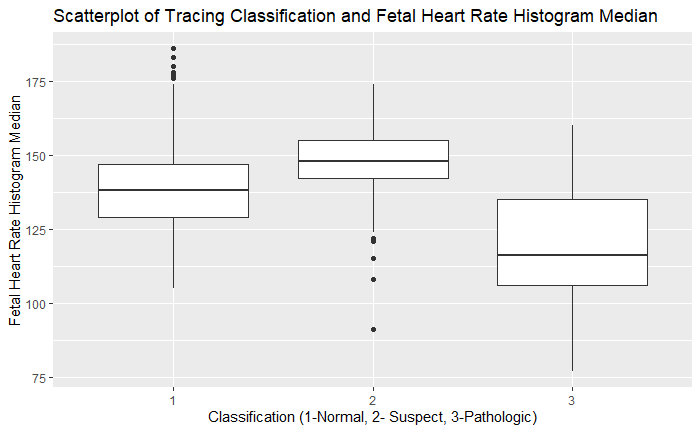 Scatterplot of Tracing Classification and Fetal Heart Rate Histogram Median
Fetal Heart Rate Histogram Median
175
150
125
100
75
1
2
3
Classification (1-Normal, 2- Suspect, 3-Pathologic)